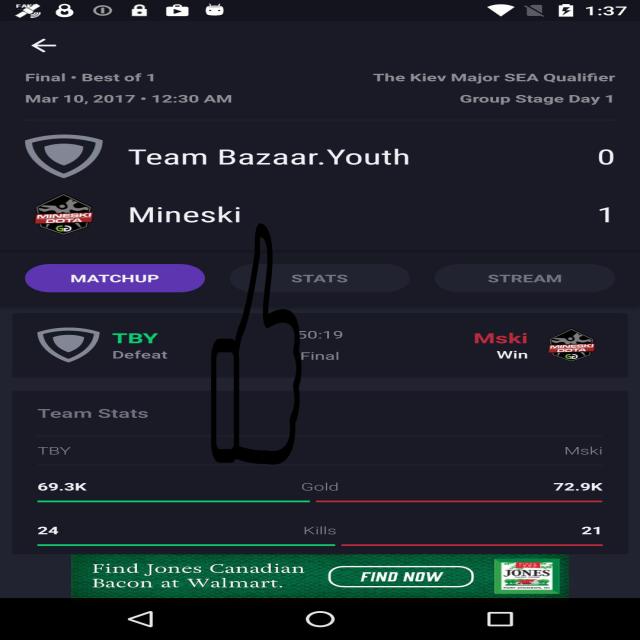 1:37
Final • Best of 1
The Kiev Major SEA Qualifier
Mar 10, 2017 • 12:30 AM
Group Stage Day 1
Team Bazaar.Youth
0
MINESKI
DOTA
Mineski
1
MATCHUP
STATS
STREAM
TBY
50:19
Mski
Defeat
Final
Win
MINESKI
DOTA
Team Stats
TBY
Mski
69.3K
Gold
72.9K
24
Kills
21
Find Jones Canadian
Bacon at Walmart.
FIND NOW
JONES